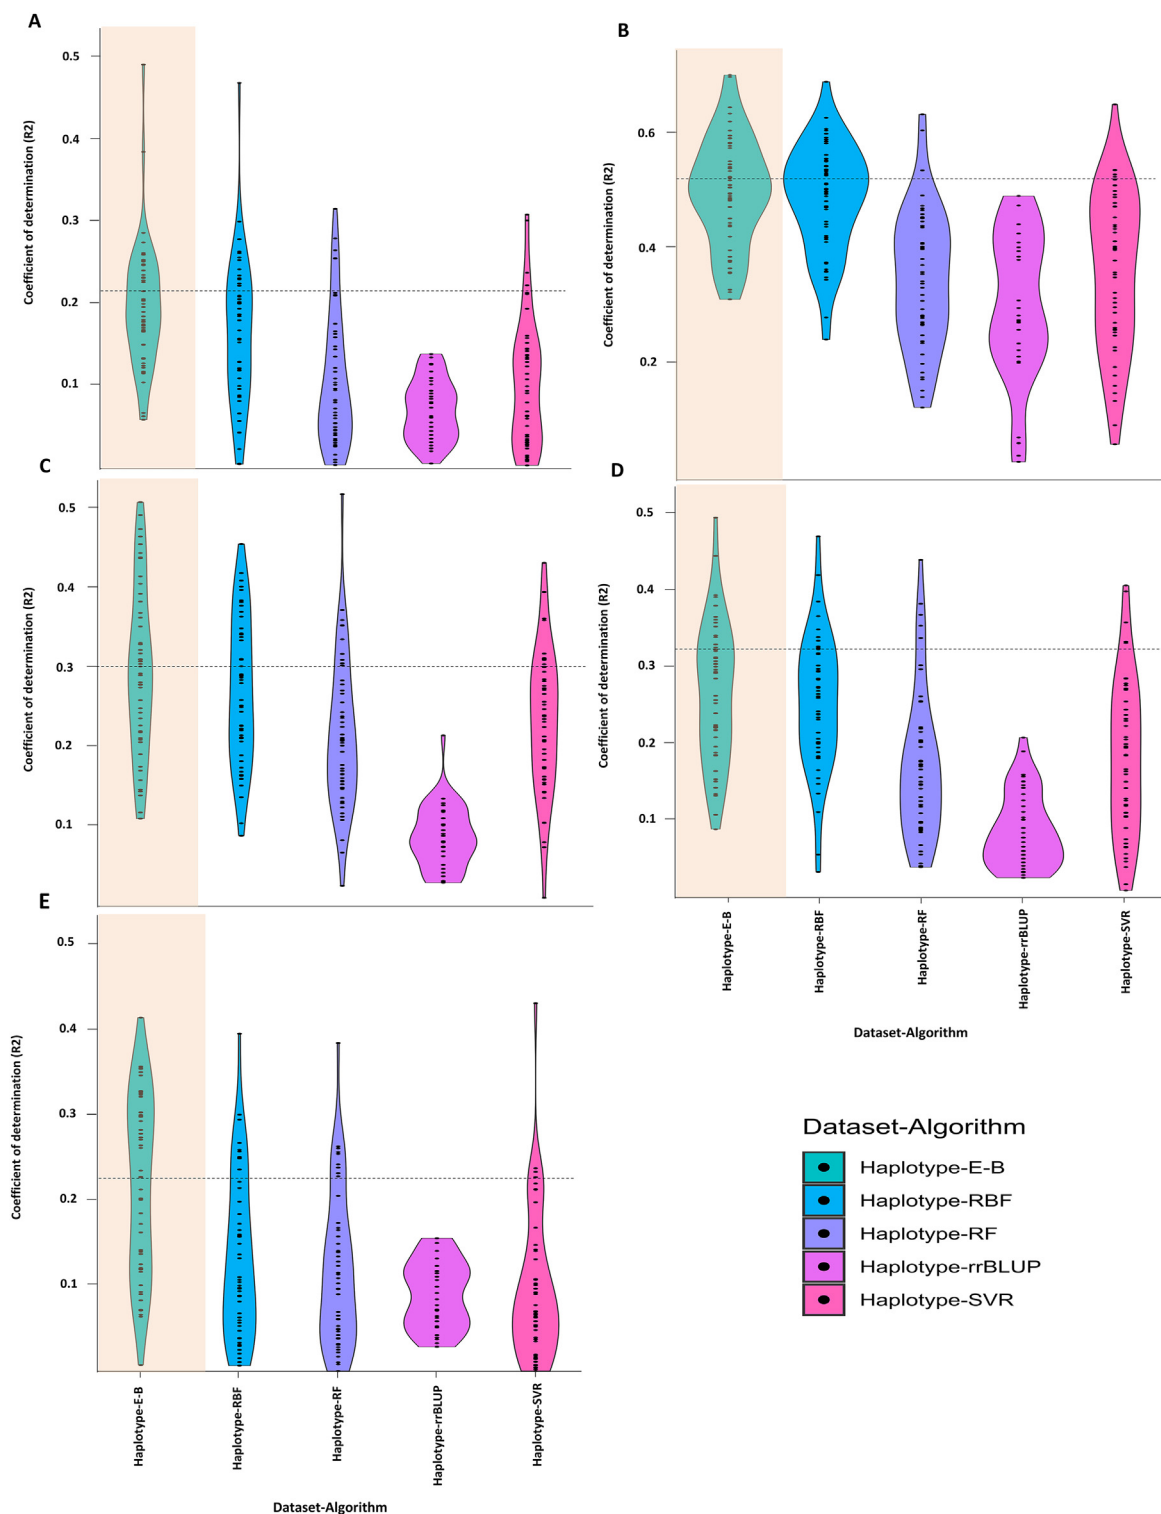 A
Coefficient of determination (R2)
0.5
0.4
0.3
0.2
0.1
B
Coefficient of determination (R2)
0.6
0.4
0.2
C
Coefficient of determination (R2)
0.5
0.4
0.3
0.2
0.1
D
Coefficient of determination (R2)
0.5
0.4
0.3
0.2
0.1
Haplotype-E-B
Haplotype-RBF
Haplotype-RF
Haplotype-rrBLUP
Haplotype-SVR
Dataset-Algorithm
E
Coefficient of determination (R2)
0.5
0.4
0.3
0.2
0.1
Haplotype-E-B
Haplotype-RBF
Haplotype-RF
Haplotype-rrBLUP
Haplotype-SVR
Dataset-Algorithm
Dataset-Algorithm
Haplotype-E-B
Haplotype-RBF
Haplotype-RF
Haplotype-rrBLUP
Haplotype-SVR